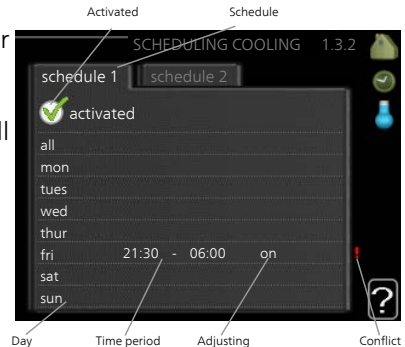 Activated Schedule
r
SCHEDULING COOLING 1.3.2
schedule 1 schedule 2
activated
ll
all
mon
tues
wed
thur
fri 21:30 - 06:00 on !
sat
sun
?
Day Time period Adjusting Conflict